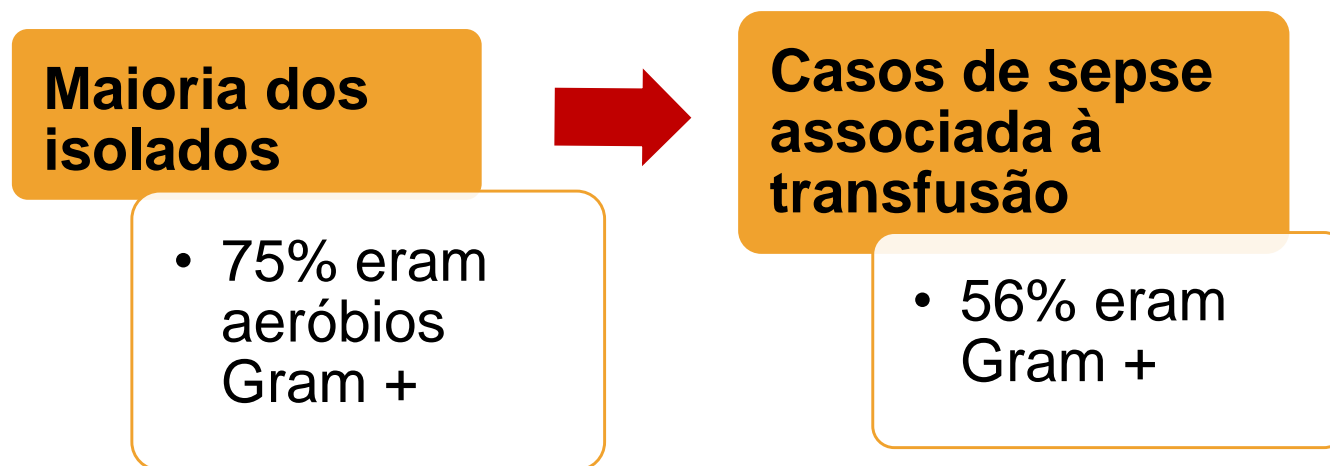 Maioria dos
isolados
• 75% eram
aeróbios
Gram +
Casos de sepse
associada à
transfusão
• 56% eram
Gram +